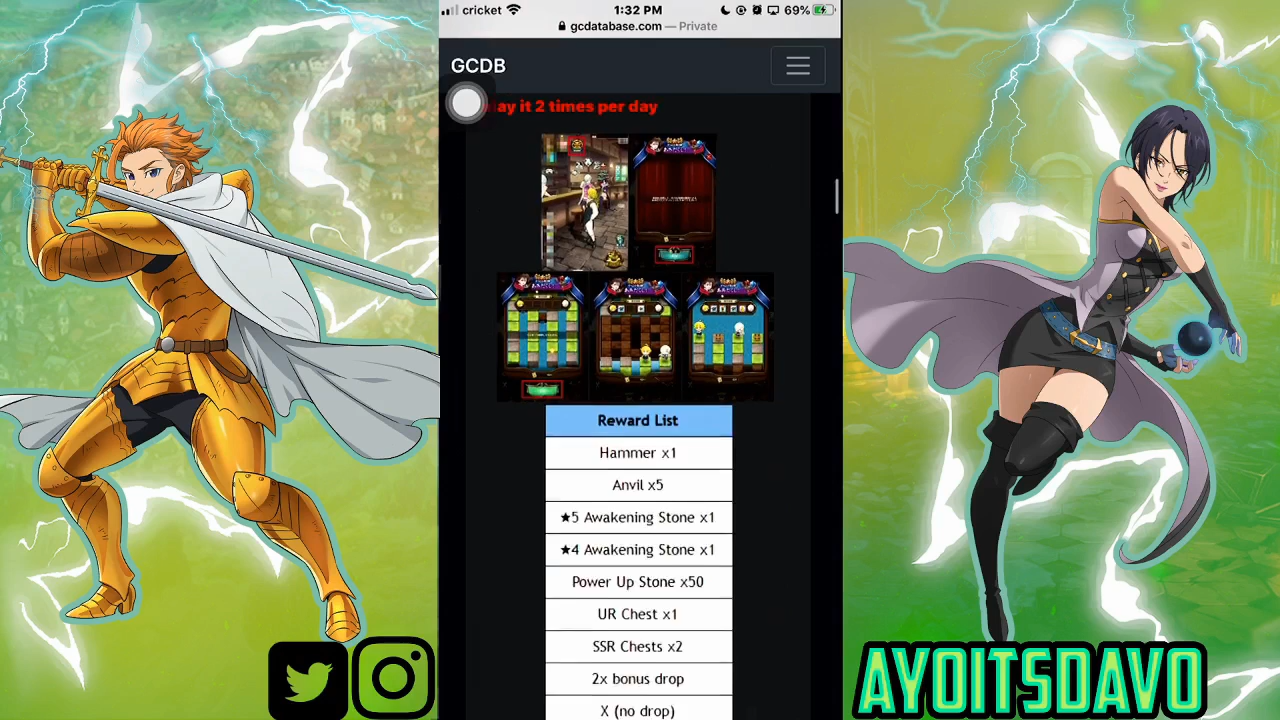 cricket 1:32 PM 69%
gcdatabase.com — Private
GCDB
ay it 2 times per day
Reward List
Hammer x1
Anvil x5
★5 Awakening Stone x1
★4 Awakening Stone x1
Power Up Stone x50
UR Chest x1
SSR Chests x2
2x bonus drop
X (no drop)
AYOITSDAVO